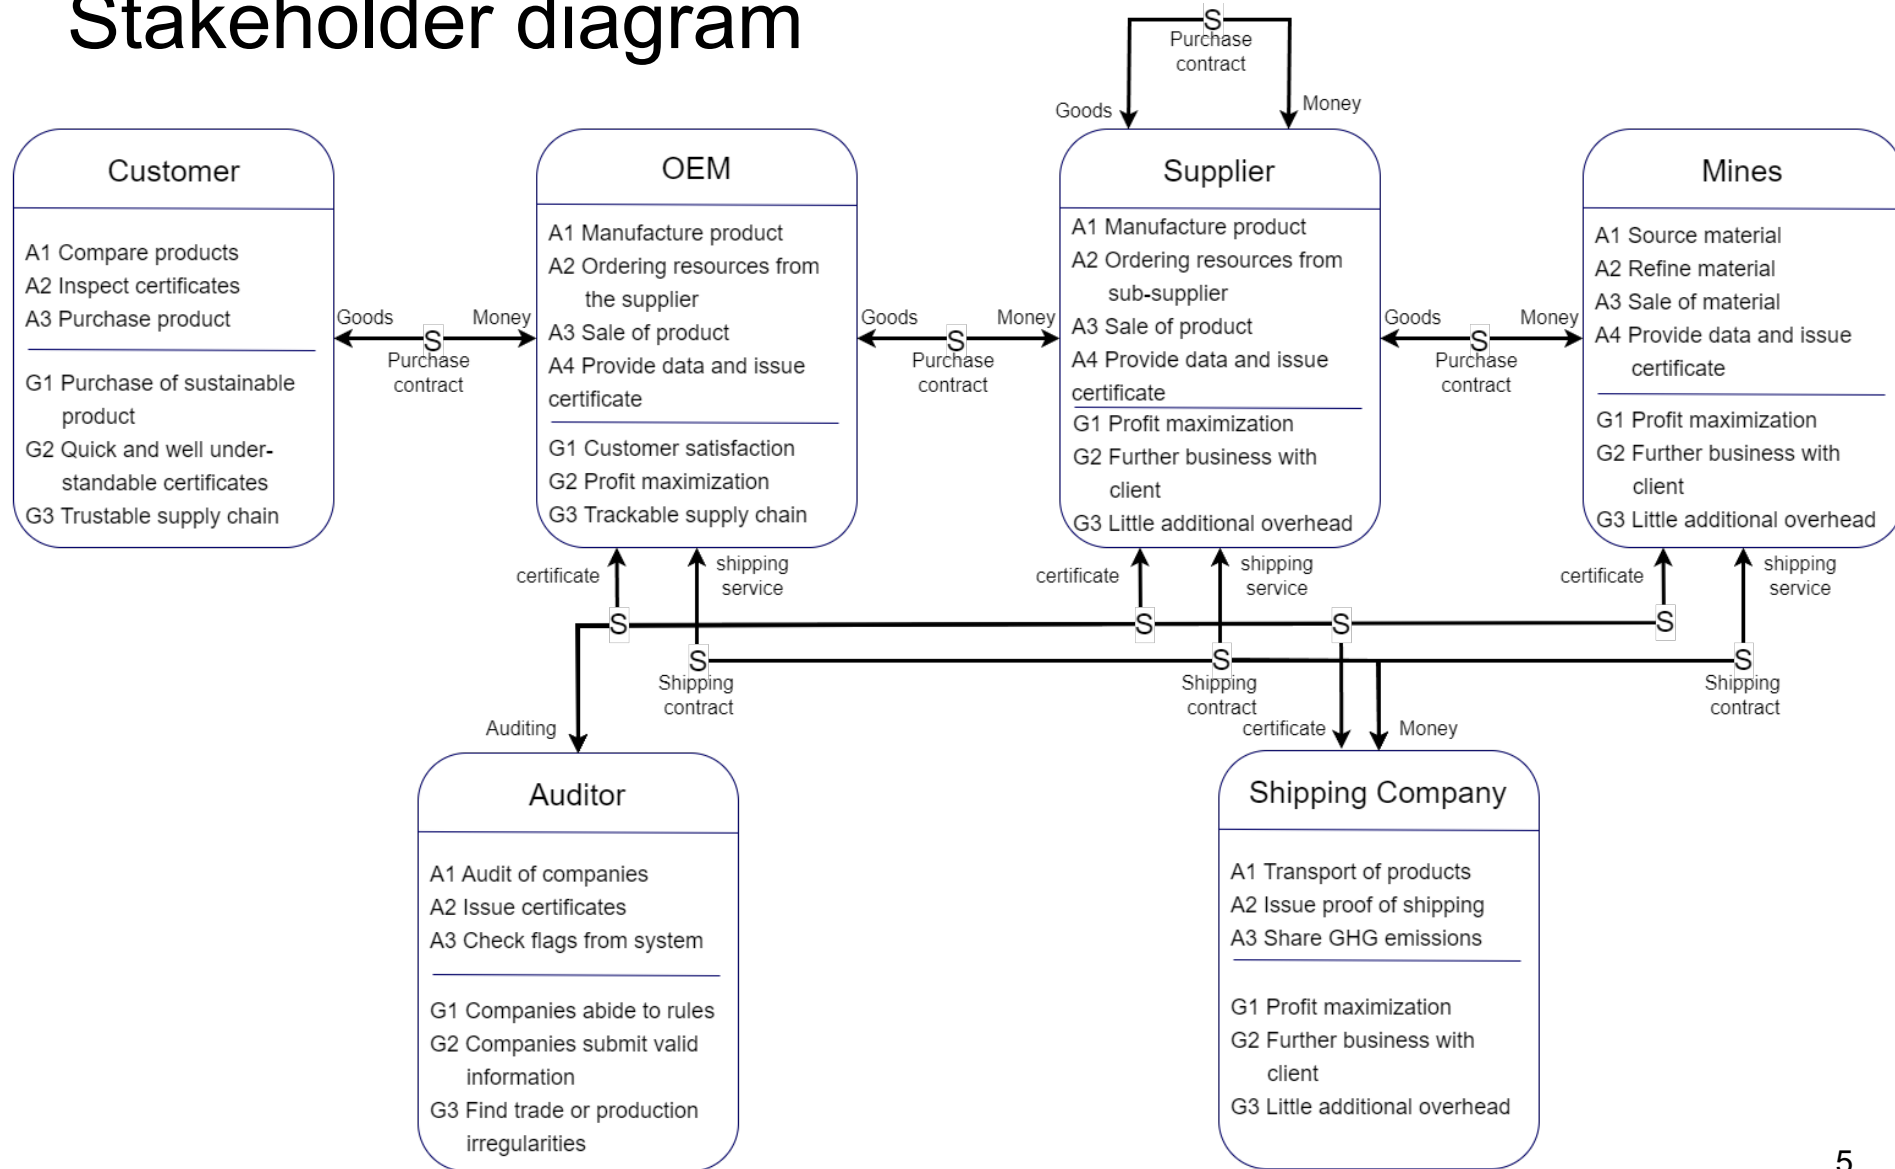 Stakeholder diagram
S
Purchase
contract
Goods
Money
Customer
A1 Compare products
A2 Inspect certificates
A3 Purchase product
G1 Purchase of sustainable
product
G2 Quick and well under-
standable certificates
G3 Trustable supply chain
Goods
S
Money
Purchase
contract
OEM
A1 Manufacture product
A2 Ordering resources from
the supplier
A3 Sale of product
A4 Provide data and issue
certificate
G1 Customer satisfaction
G2 Profit maximization
G3 Trackable supply chain
Goods
S
Money
Purchase
contract
Supplier
A1 Manufacture product
A2 Ordering resources from
sub-supplier
A3 Sale of product
A4 Provide data and issue
certificate
G1 Profit maximization
G2 Further business with
client
G3 Little additional overhead
Goods
S
Money
Purchase
contract
Mines
A1 Source material
A2 Refine material
A3 Sale of material
A4 Provide data and issue
certificate
G1 Profit maximization
G2 Further business with
client
G3 Little additional overhead
certificate
shipping
service
certificate
shipping
service
certificate
shipping
service
S
S
S
S
S
Shipping
contract
S
Shipping
contract
S
Shipping
contract
Auditing
certificate
Money
Auditor
A1 Audit of companies
A2 Issue certificates
A3 Check flags from system
G1 Companies abide to rules
G2 Companies submit valid
information
G3 Find trade or production
irregularities
Shipping Company
A1 Transport of products
A2 Issue proof of shipping
A3 Share GHG emissions
G1 Profit maximization
G2 Further business with
client
G3 Little additional overhead
5